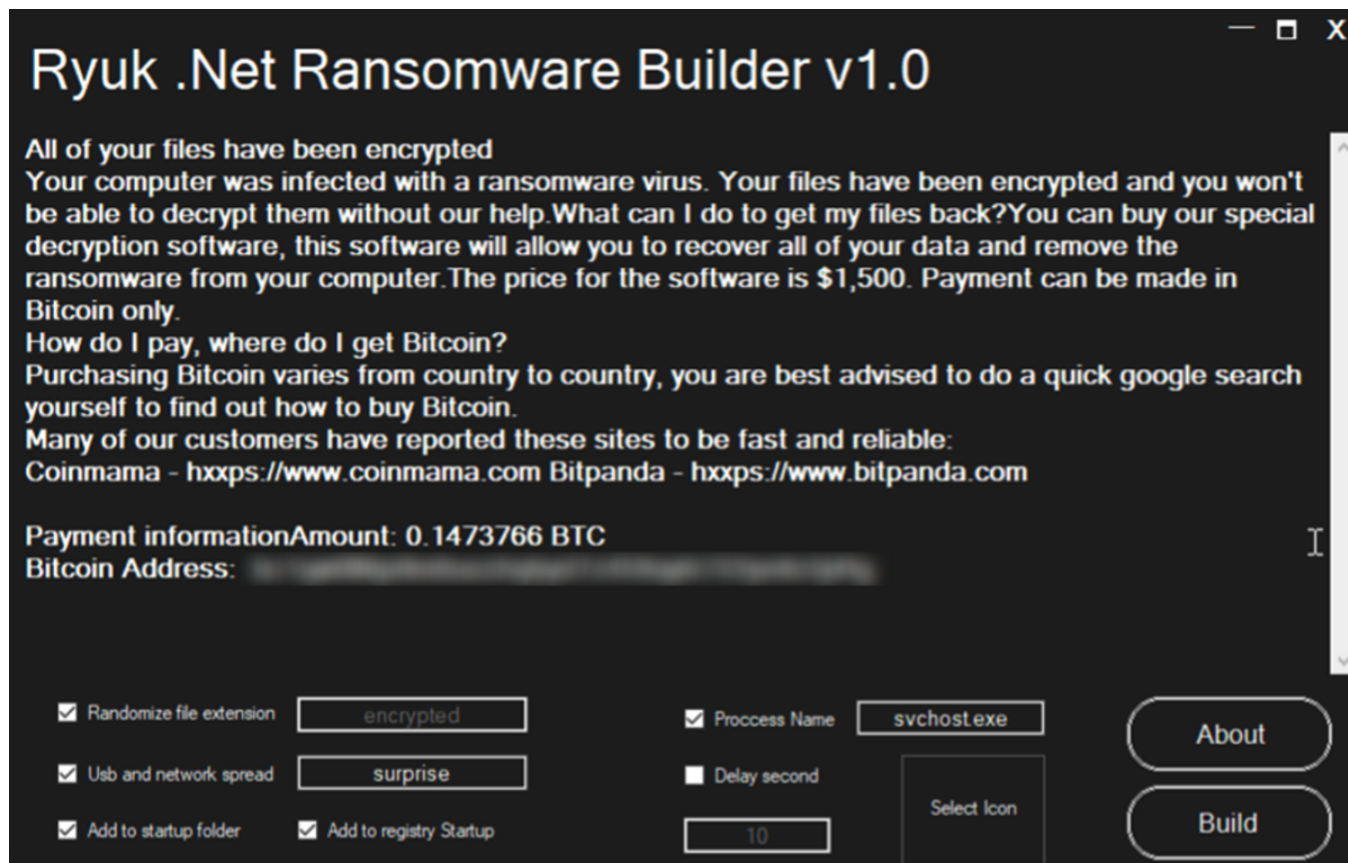 Ryuk .Net Ransomware Builder v1.0
All of your files have been encrypted
Your computer was infected with a ransomware virus. Your files have been encrypted and you won't
be able to decrypt them without our help.What can I do to get my files back?You can buy our special
decryption software, this software will allow you to recover all of your data and remove the
ransomware from your computer.The price for the software is $1,500. Payment can be made in
Bitcoin only.
How do I pay, where do I get Bitcoin?
Purchasing Bitcoin varies from country to country, you are best advised to do a quick google search
yourself to find out how to buy Bitcoin.
Many of our customers have reported these sites to be fast and reliable:
Coinmama - hxxps://www.coinmama.com Bitpanda - hxxps://www.bitpanda.com
Payment informationAmount: 0.1473766 BTC
Bitcoin Address:
Randomize file extension encrypted
Proccess Name svchost.exe
About
Usb and network spread surprise
Delay second
Select Icon
Add to startup folder Add to registry Startup
10
Build